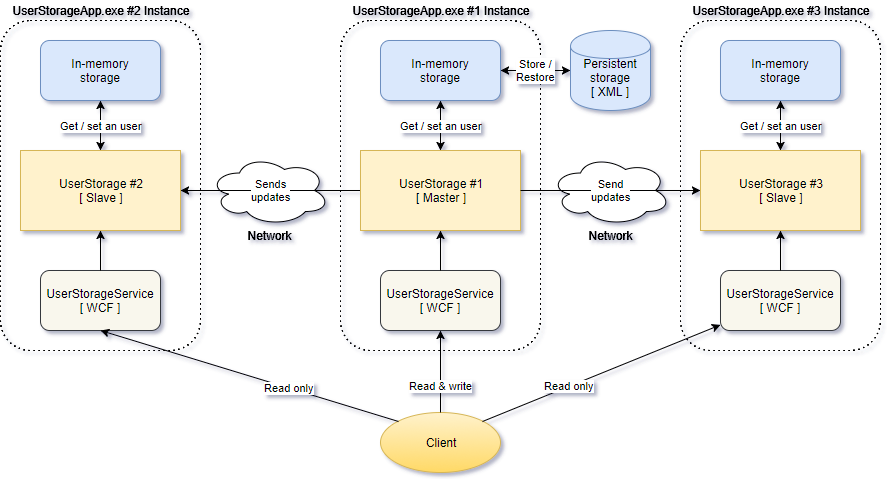 UserStorageApp.exe #2 Instance
UserStorageApp.exe #1 Instance
UserStorageApp.exe #3 Instance
In-memory
storage
In-memory
storage
Store /
Restore
Persistent
storage
[ XML ]
In-memory
storage
Get / set an user
Get / set an user
Get / set an user
UserStorage #2
[ Slave ]
Sends
updates
Network
UserStorage #1
[ Master ]
Send
updates
Network
UserStorage #3
[ Slave ]
UserStorageService
[ WCF ]
UserStorageService
[ WCF ]
UserStorageService
[ WCF ]
Read only
Read & write
Read only
Client